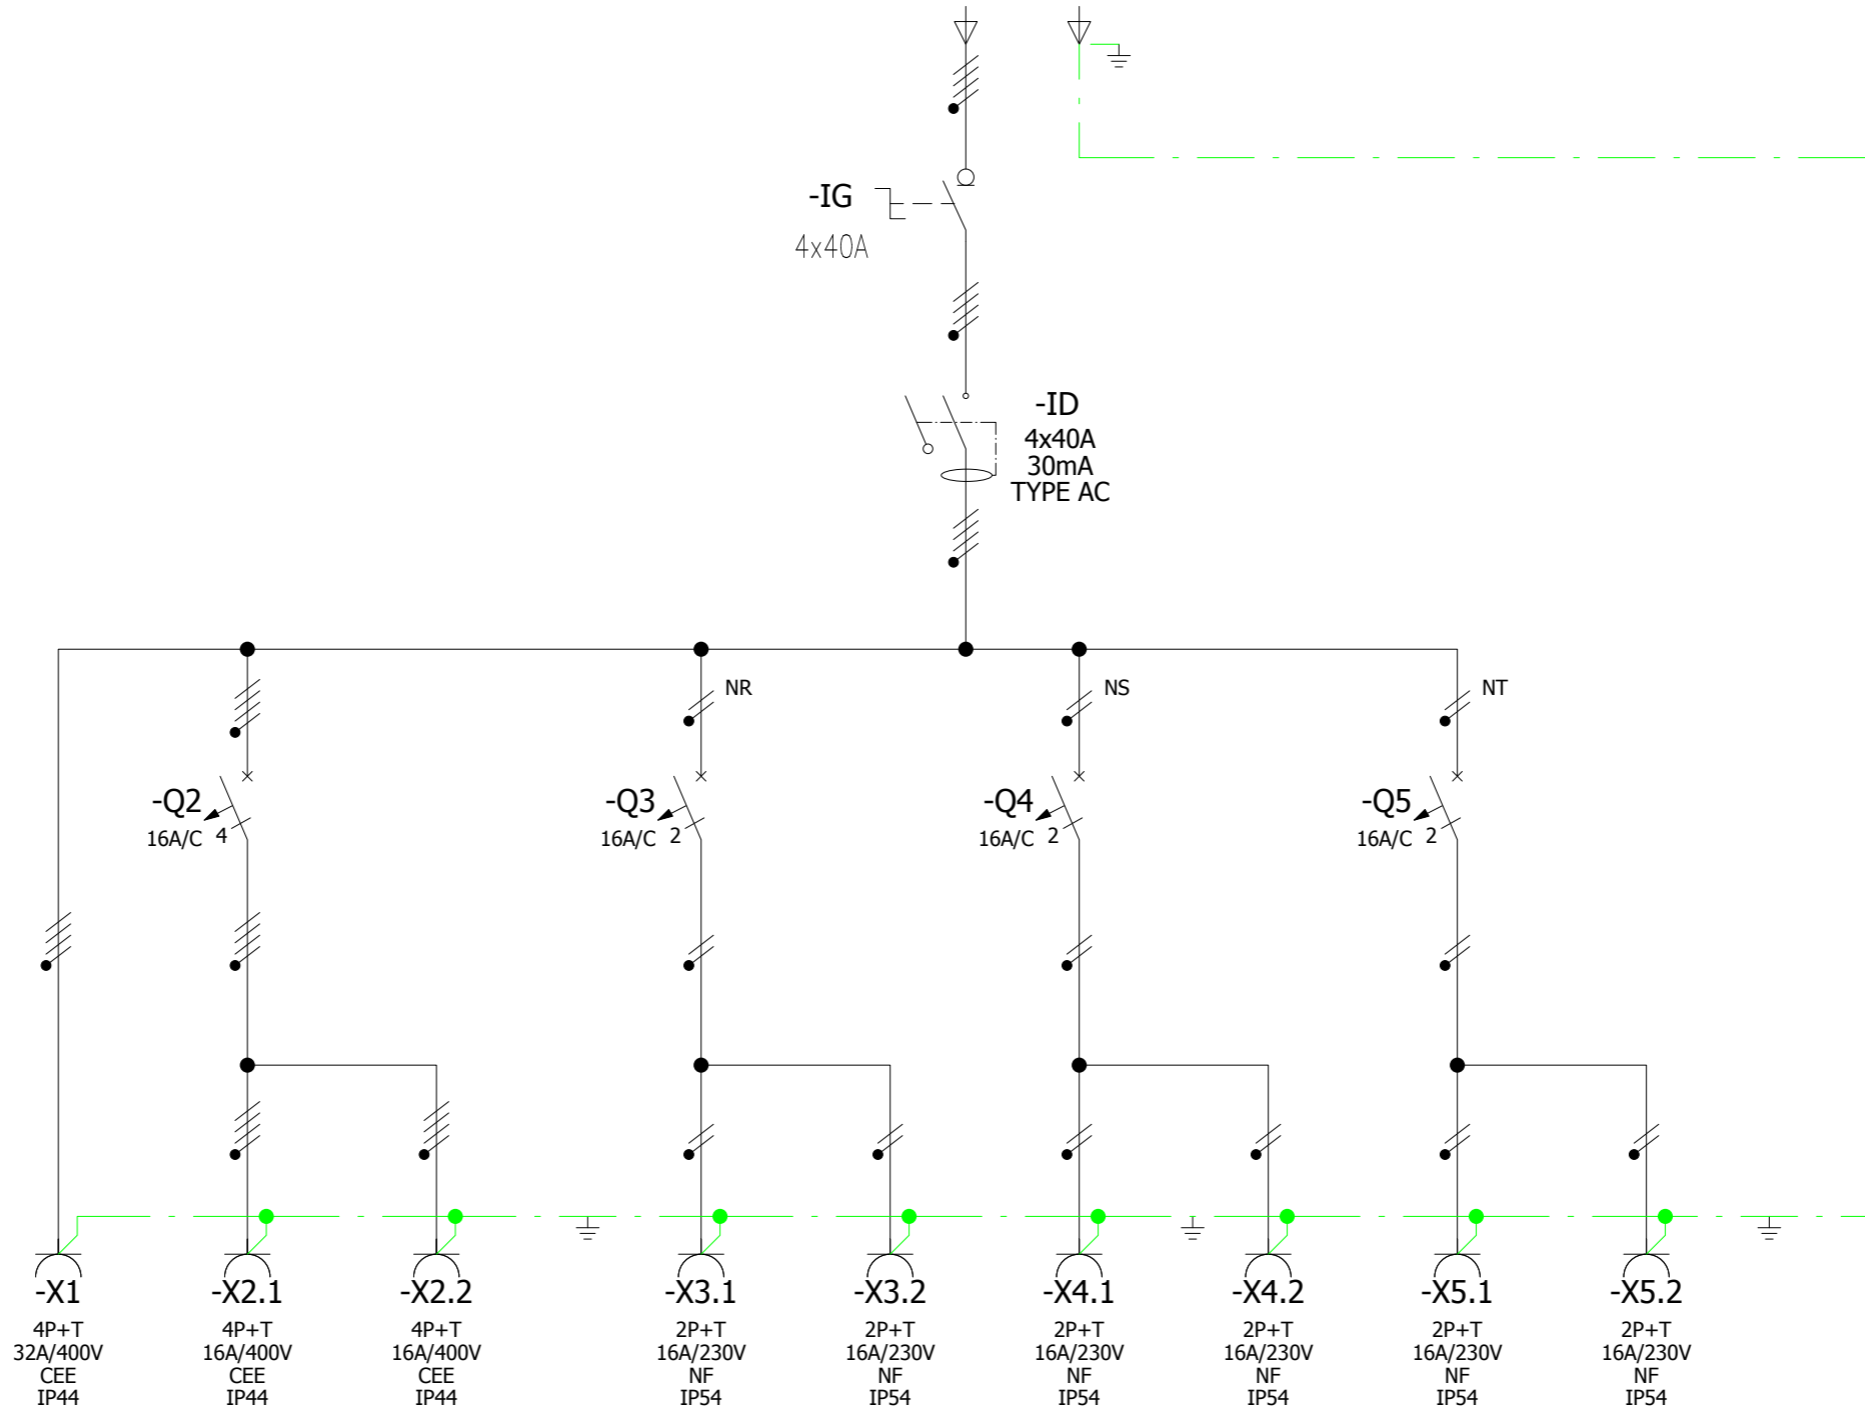 -IG
4x40A
-ID
4x40A
30mA
TYPE AC
NR
NS
NT
-Q2
16A/C 4
-Q3
16A/C 2
-Q4
16A/C 2
-Q5
16A/C 2
-X1
4P+T
32A/400V
CEE
IP44
-X2.1
4P+T
16A/400V
CEE
IP44
-X2.2
4P+T
16A/400V
CEE
IP44
-X3.1
2P+T
16A/230V
NF
IP54
-X3.2
2P+T
16A/230V
NF
IP54
-X4.1
2P+T
16A/230V
NF
IP54
-X4.2
2P+T
16A/230V
NF
IP54
-X5.1
2P+T
16A/230V
NF
IP54
-X5.2
2P+T
16A/230V
NF
IP54